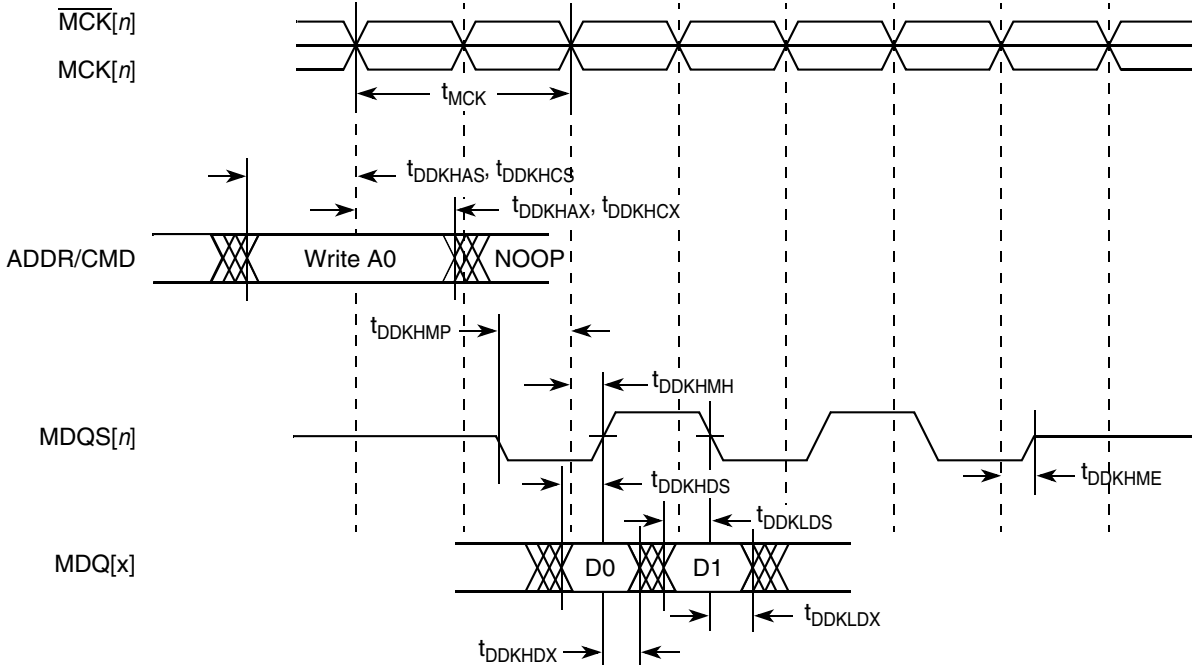 MCK[n]
MCK[n]
tMCK
tDDKHAS, tDDKHCS
tDDKHAX, tDDKHCX
ADDR/CMD
Write A0
NOOP
tDDKHMP
tDDKHMH
MDQS[n]
tDDKHME
tDDKHDS
tDDKLDS
MDQ[x]
D0
D1
tDDKLDX
tDDKHDX